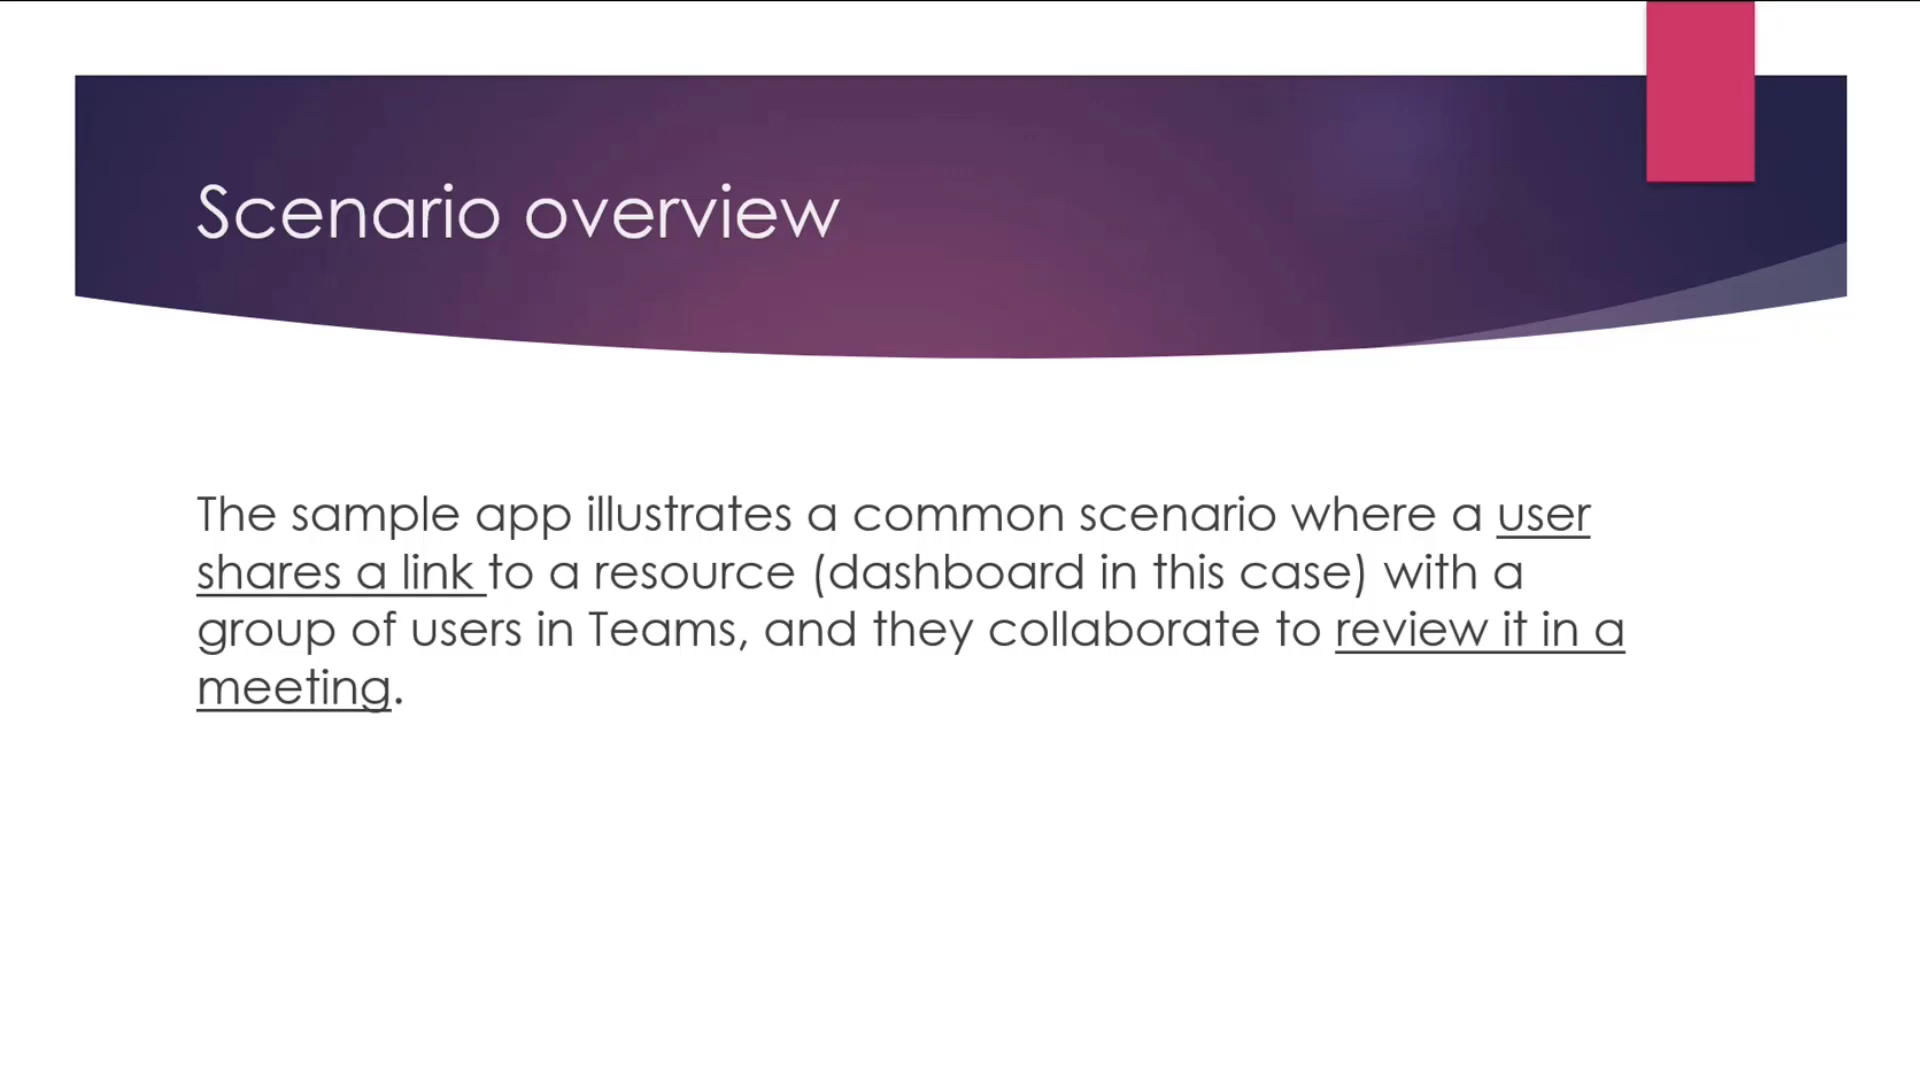 Scenario overview
The sample app illustrates a common scenario where a user
shares a link to a resource (dashboard in this case) with a
group of users in Teams, and they collaborate to review it in a
meeting.